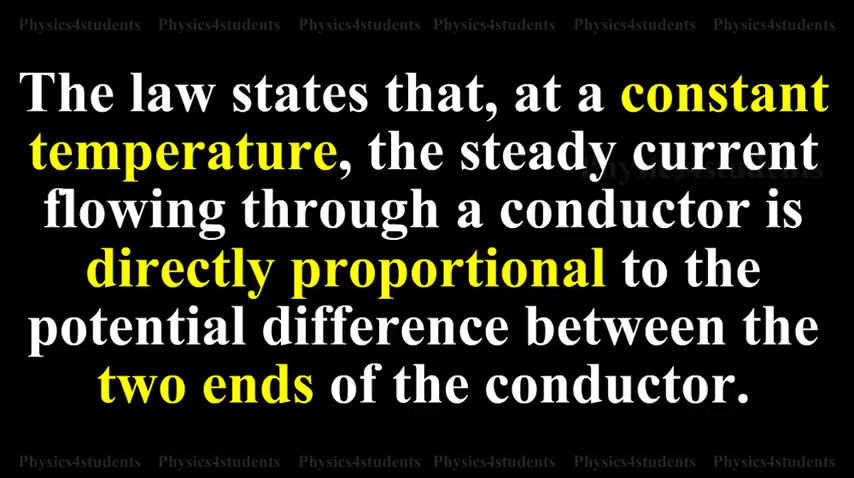 Physics4students Physics4students Physics4students Physics4students Physics4students Physics4students
The law states that, at a constant
temperature, the steady current
Physics4students
flowing through a conductor is
directly proportional to the
potential difference between the
two ends of the conductor.
Physics4students Physics4students Physics4students Physics4students Physics4students Physics4students